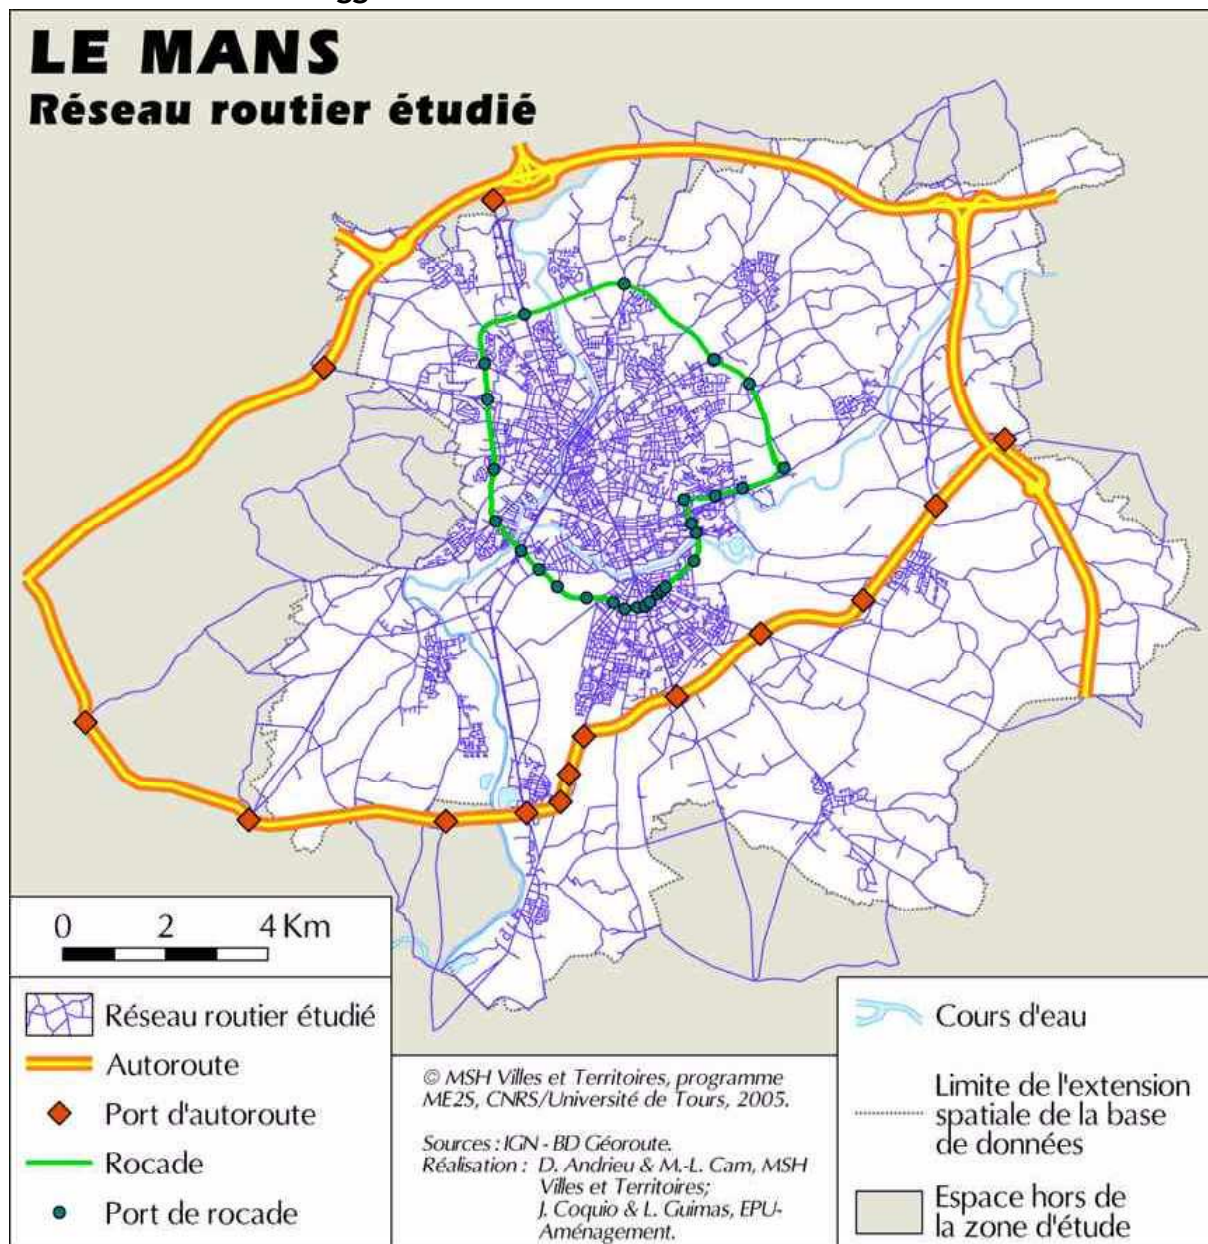 LE MANS
Réseau routier étudié
0 2 4 Km
Réseau routier étudié
Autoroute
Port d'autoroute
Rocade
Port de rocade
© MSH Villes et Territoires, programme
ME2S, CNRS/Université de Tours, 2005.
Sources : IGN - BD Géoroute.
Réalisation : D. Andrieu & M.-L. Cam, MSH
Villes et Territoires;
J. Coquio & L. Guimas, EPU-
Aménagement.
Cours d'eau
Limite de l'extension
spatiale de la base
de données
Espace hors de
la zone d'étude